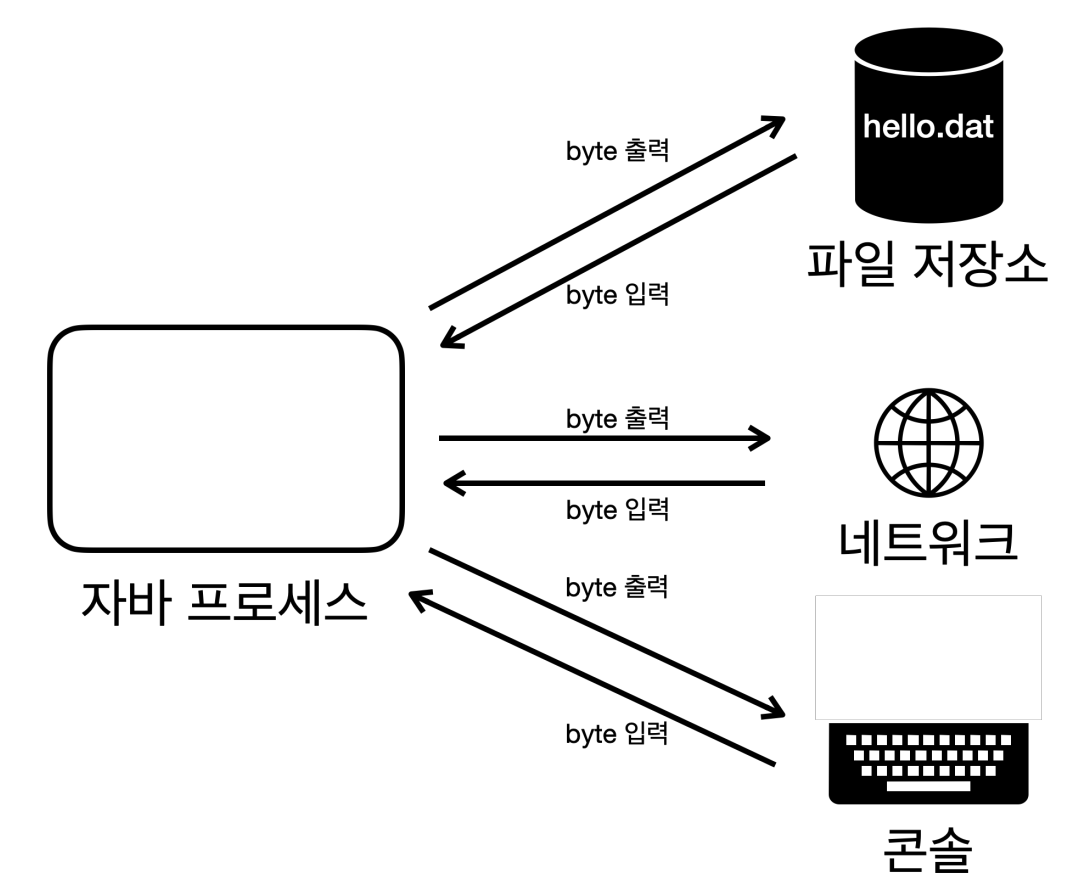 hello.dat
byte 출력
파일 저장소
byte 입력
byte 출력
byte 입력
네트워크
자바 프로세스
byte 출력
byte 입력
콘솔